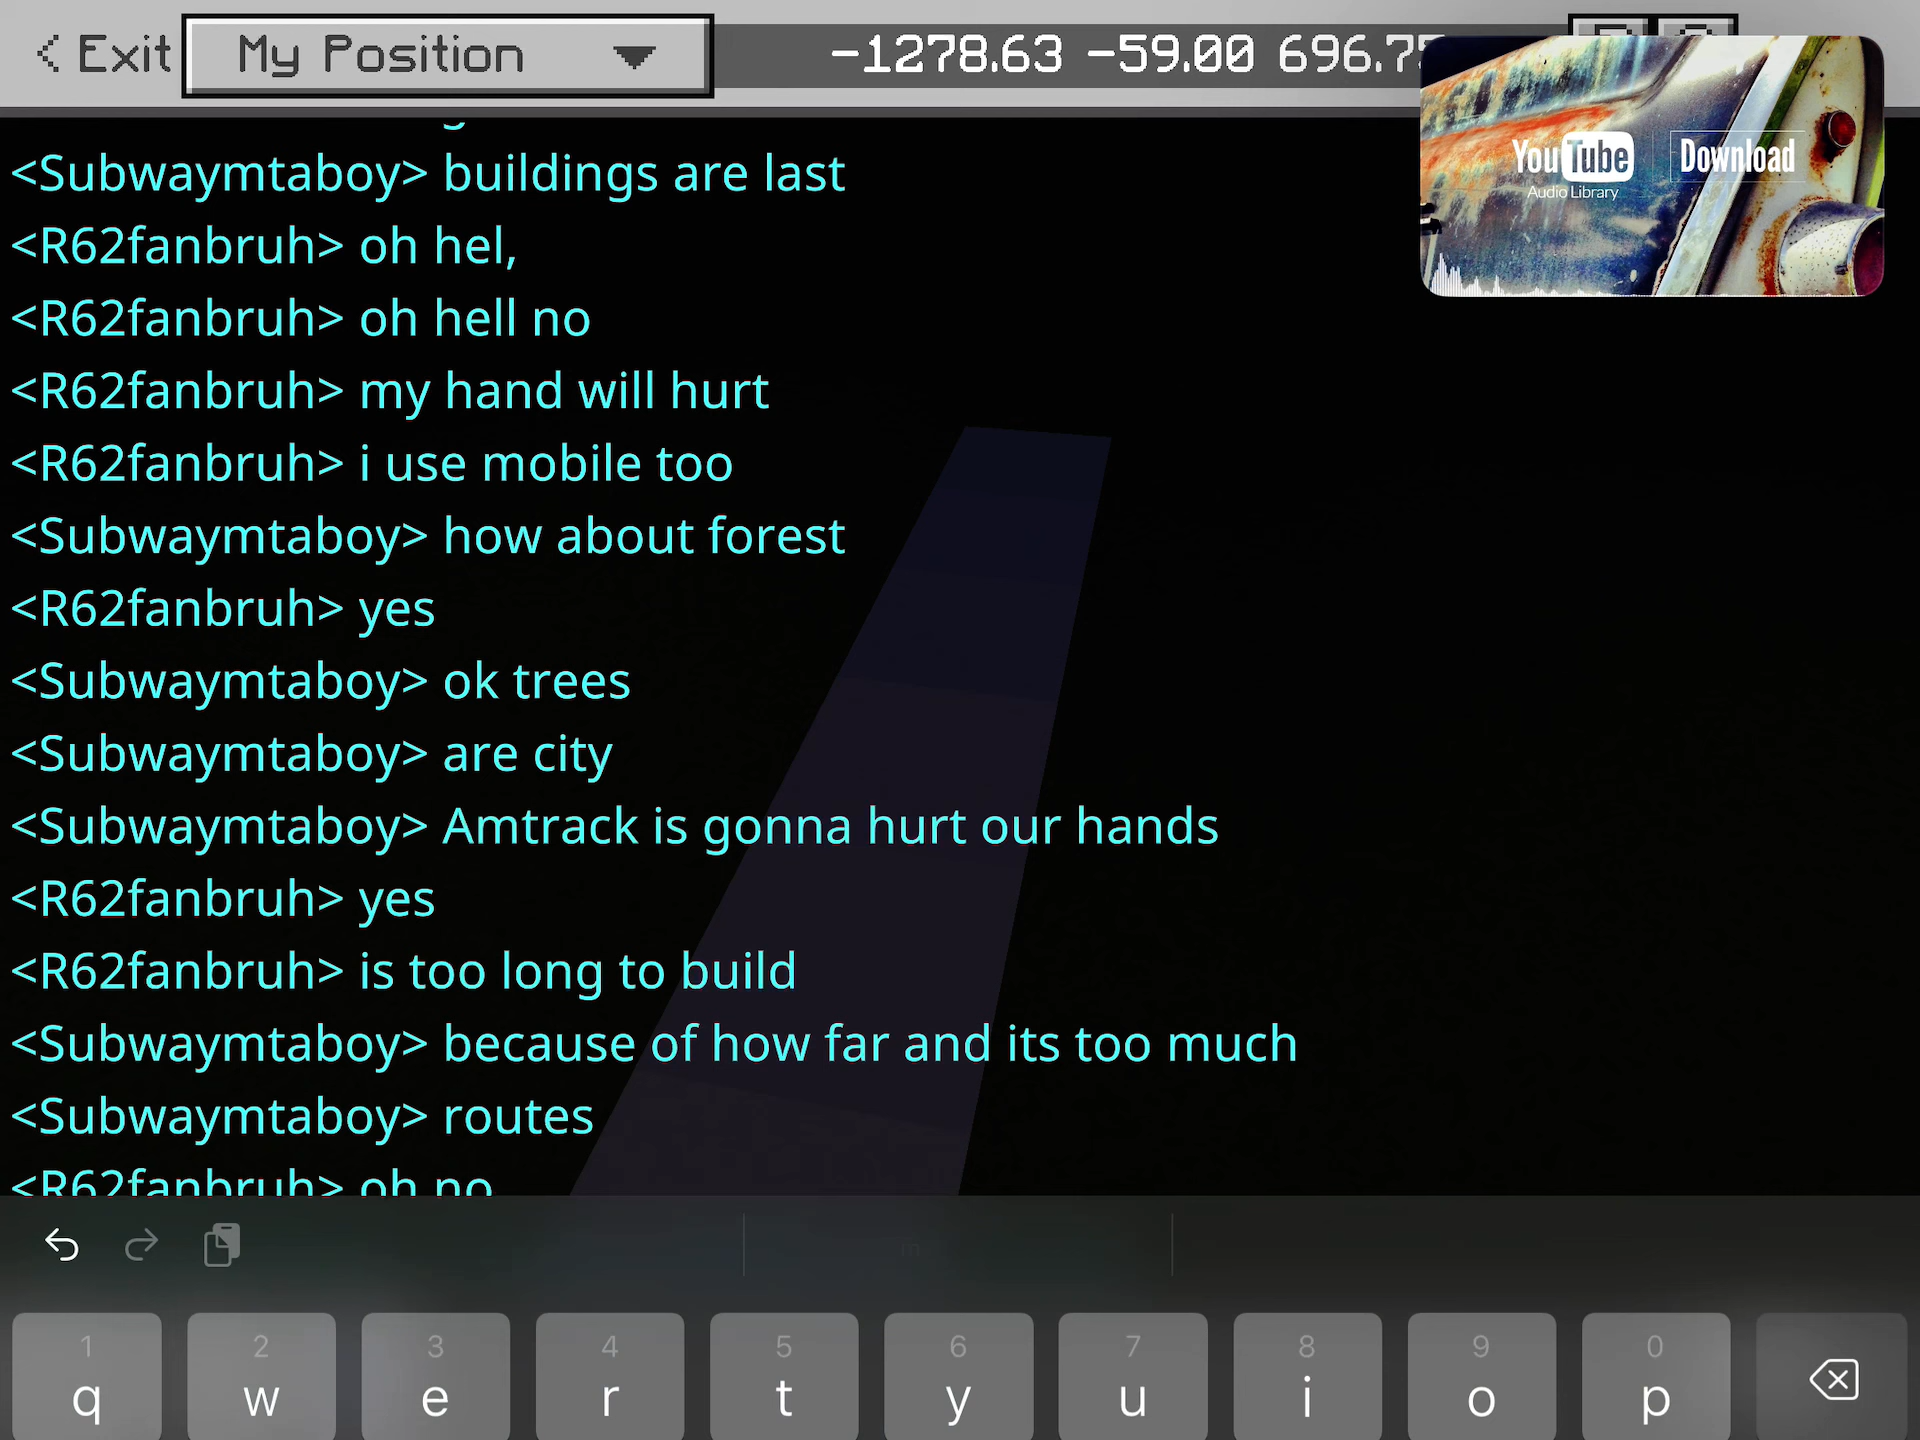 Exit
My Position
-1278.63 -59.00 696.75
YouTube
Audio Library
Download
<Subwaymtaboy> buildings are last
<R62fanbruh> oh hel,
<R62fanbruh> oh hell no
<R62fanbruh> my hand will hurt
<R62fanbruh> i use mobile too
<Subwaymtaboy> how about forest
<R62fanbruh> yes
<Subwaymtaboy> ok trees
<Subwaymtaboy> are city
<Subwaymtaboy> Amtrack is gonna hurt our hands
<R62fanbruh> yes
<R62fanbruh> is too long to build
<Subwaymtaboy> because of how far and its too much
<Subwaymtaboy> routes
<R62fanbruh> oh no
1 2 3 4 5 6 7 8 9 0
q w e r t y u i o p